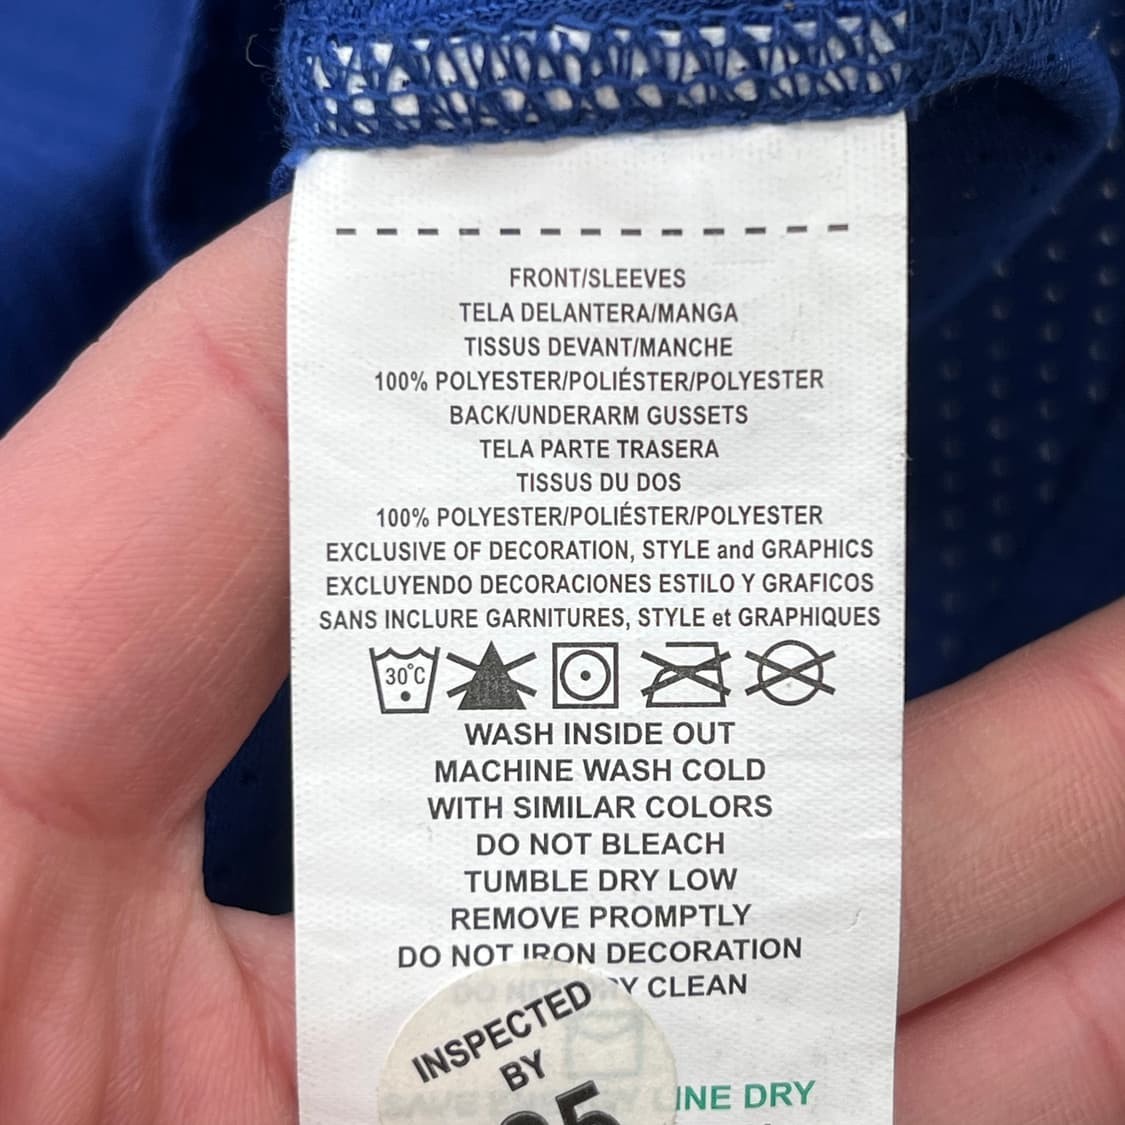 FRONT/SLEEVES
TELA DELANTERA/MANGA
TISSUS DEVANT/MANCHE
100% POLYESTER/POLIÉSTER/POLYESTER
BACK/UNDERARM GUSSETS
TELA PARTE TRASERA
TISSUS DU DOS
100% POLYESTER/POLIÉSTER/POLYESTER
EXCLUSIVE OF DECORATION, STYLE and GRAPHICS
EXCLUYENDO DECORACIONES ESTILO Y GRAFICOS
SANS INCLURE GARNITURES, STYLE et GRAPHIQUES
30°C
WASH INSIDE OUT
MACHINE WASH COLD
WITH SIMILAR COLORS
DO NOT BLEACH
TUMBLE DRY LOW
REMOVE PROMPTLY
DO NOT IRON DECORATION
DO NOT DRY CLEAN
INSPECTED
BY
LINE DRY